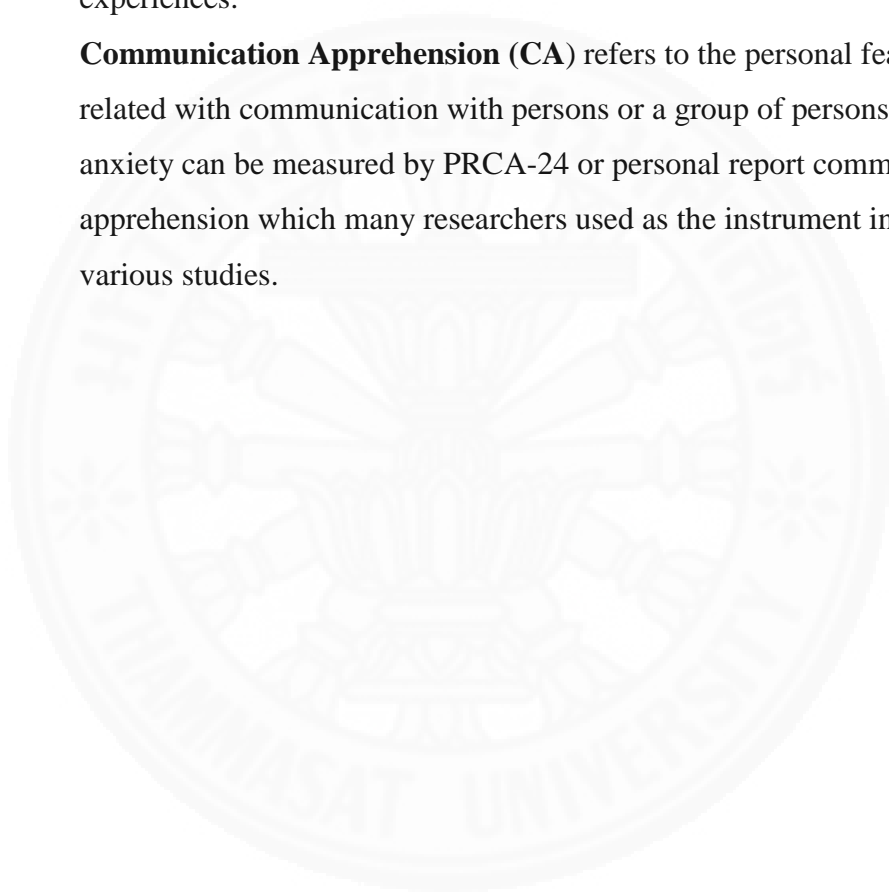 experiences.
Communication Apprehension (CA) refers to the personal fea
related with communication with persons or a group of persons
anxiety can be measured by PRCA-24 or personal report comm
apprehension which many researchers used as the instrument in
various studies.
THAMMASAT UNIVERSITY